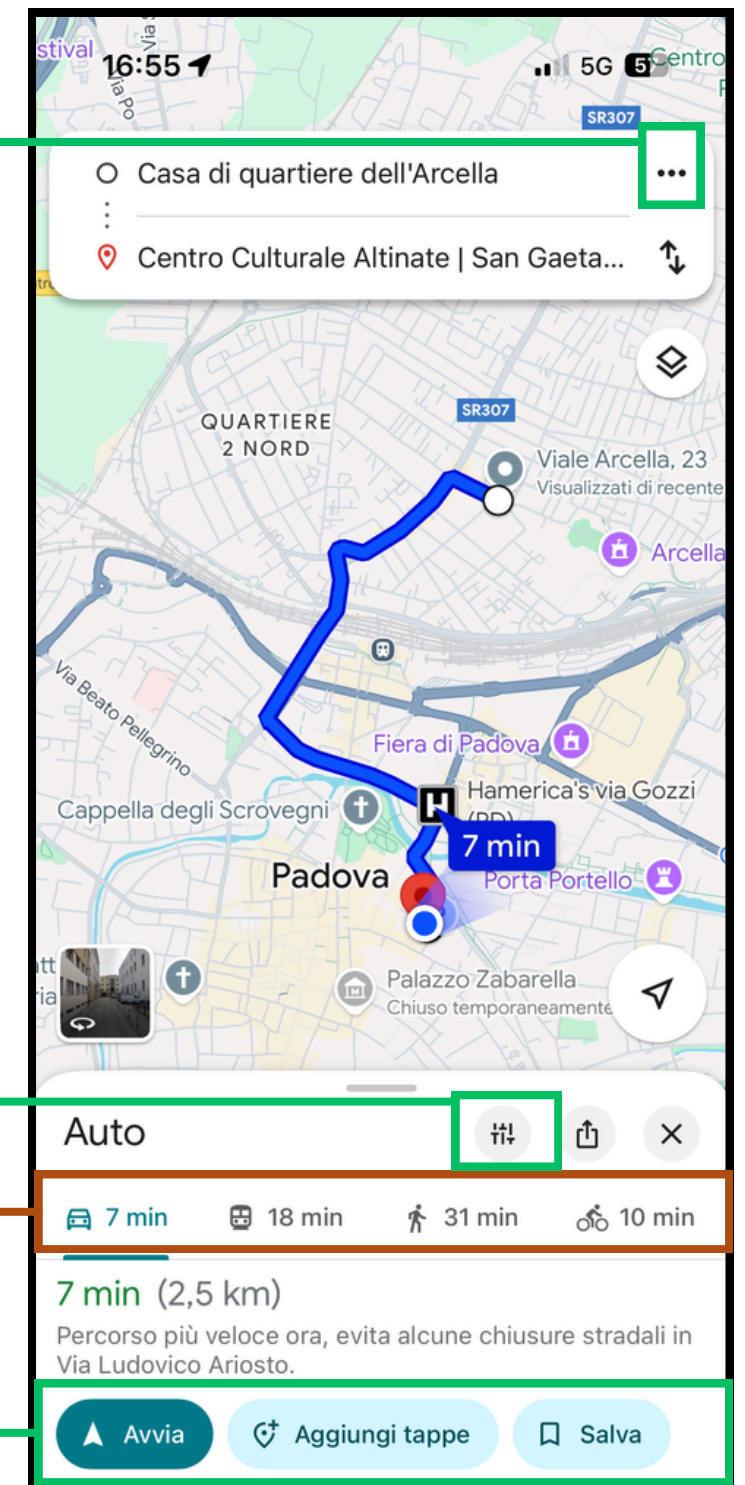 stival
Via Po
16:55
5G
Centro
SR307
Casa di quartiere dell'Arcella
Centro Culturale Altinate | San Gaeta...
SR307
QUARTIERE
2 NORD
Viale Arcella, 23
Visualizzati di recente
Arcella
Via Beato Pellegrino
Fiera di Padova
Hamerica's via Gozzi
(PD)
Cappella degli Scrovegni
7 min
Padova
Porta Portello
Palazzo Zabarella
Chiuso temporaneamente
Auto
7 min
18 min
31 min
10 min
7 min (2,5 km)
Percorso più veloce ora, evita alcune chiusure stradali in
Via Ludovico Ariosto.
Avvia
Aggiungi tappe
Salva